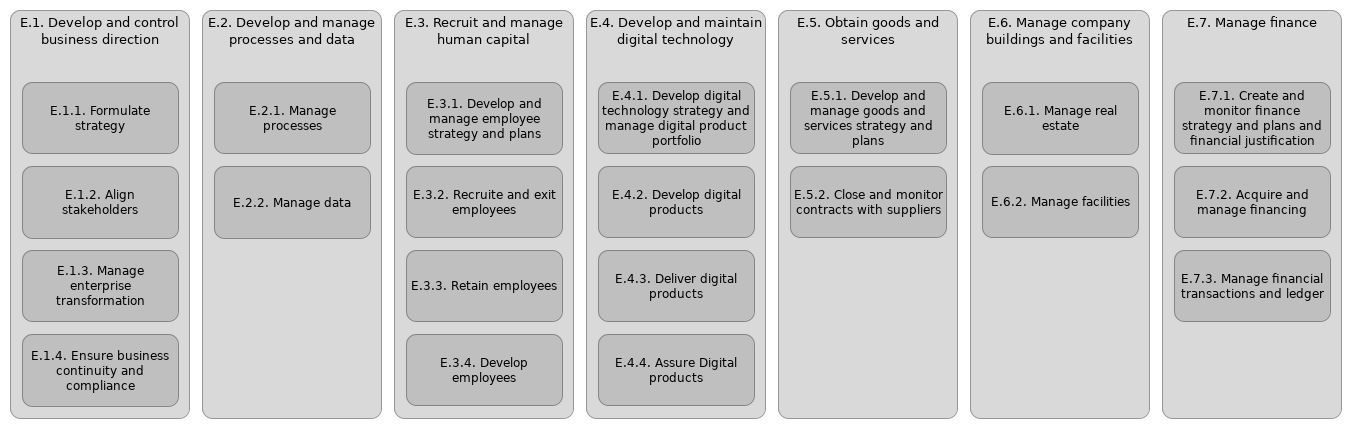 E.1. Develop and control
business direction
E.1.1. Formulate
strategy
E.1.2. Align
stakeholders
E.1.3. Manage
enterprise
transformation
E.1.4. Ensure business
continuity and
compliance
E.2. Develop and manage
processes and data
E.2.1. Manage
processes
E.2.2. Manage data
E.3. Recruit and manage
human capital
E.3.1. Develop and
manage employee
strategy and plans
E.3.2. Recruite and exit
employees
E.3.3. Retain employees
E.3.4. Develop
employees
E.4. Develop and maintain
digital technology
E.4.1. Develop digital
technology strategy and
manage digital product
portfolio
E.4.2. Develop digital
products
E.4.3. Deliver digital
products
E.4.4. Assure Digital
products
E.5. Obtain goods and
services
E.5.1. Develop and
manage goods and
services strategy and
plans
E.5.2. Close and monitor
contracts with suppliers
E.6. Manage company
buildings and facilities
E.6.1. Manage real
estate
E.6.2. Manage facilities
E.7. Manage finance
E.7.1. Create and
monitor finance
strategy and plans and
financial justification
E.7.2. Acquire and
manage financing
E.7.3. Manage financial
transactions and ledger